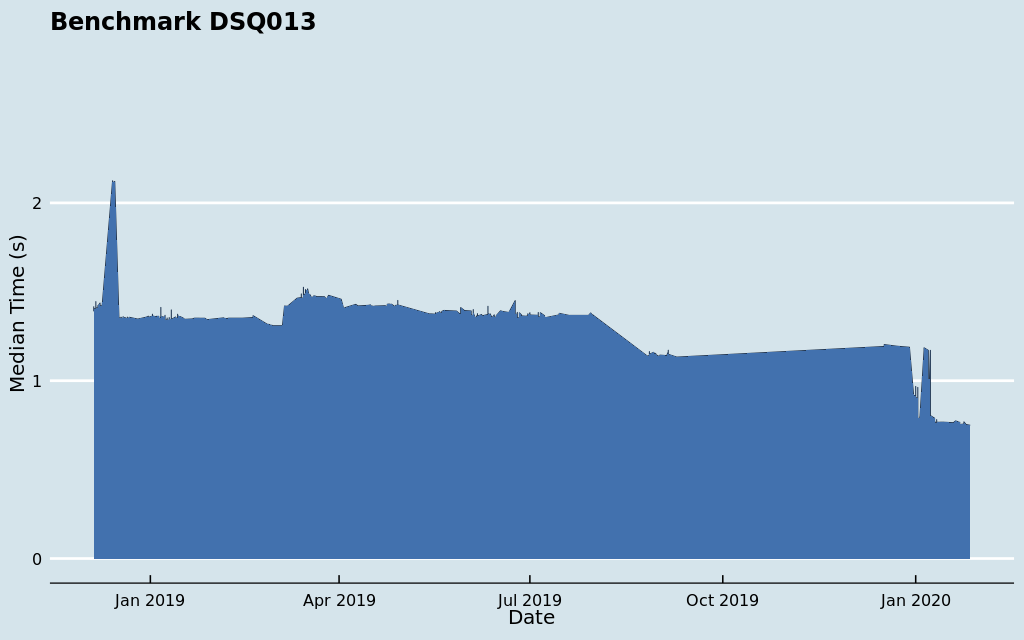 Benchmark DSQ013
Median Time (s)
2
1
0
Jan 2019
Apr 2019
Jul 2019
Oct 2019
Jan 2020
Date